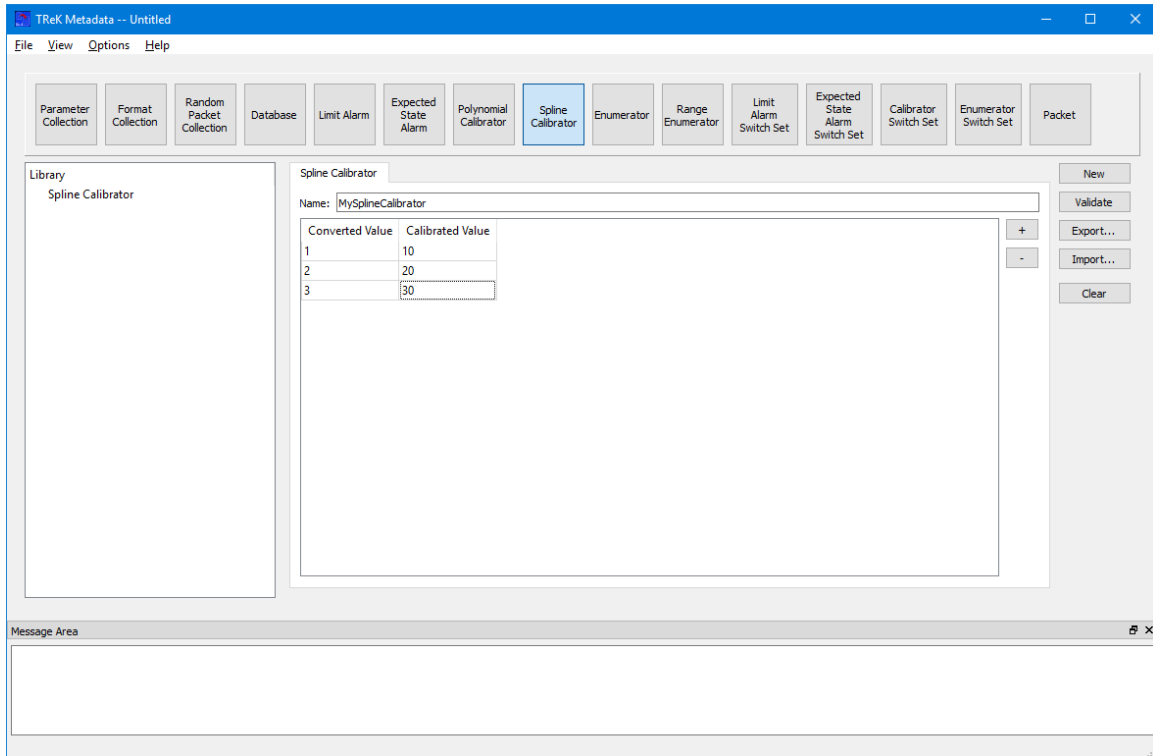 TReK Metadata -- Untitled
File View Options Help
Parameter Collection
Format Collection
Random Packet Collection
Database
Limit Alarm
Expected State Alarm
Polynomial Calibrator
Spline Calibrator
Enumerator
Range Enumerator
Limit Alarm Switch Set
Expected State Alarm Switch Set
Calibrator Switch Set
Enumerator Switch Set
Packet
Library
Spline Calibrator
Spline Calibrator
Name: MySplineCalibrator
Converted Value Calibrated Value
1 10
2 20
3 30
+
-
New
Validate
Export...
Import...
Clear
Message Area